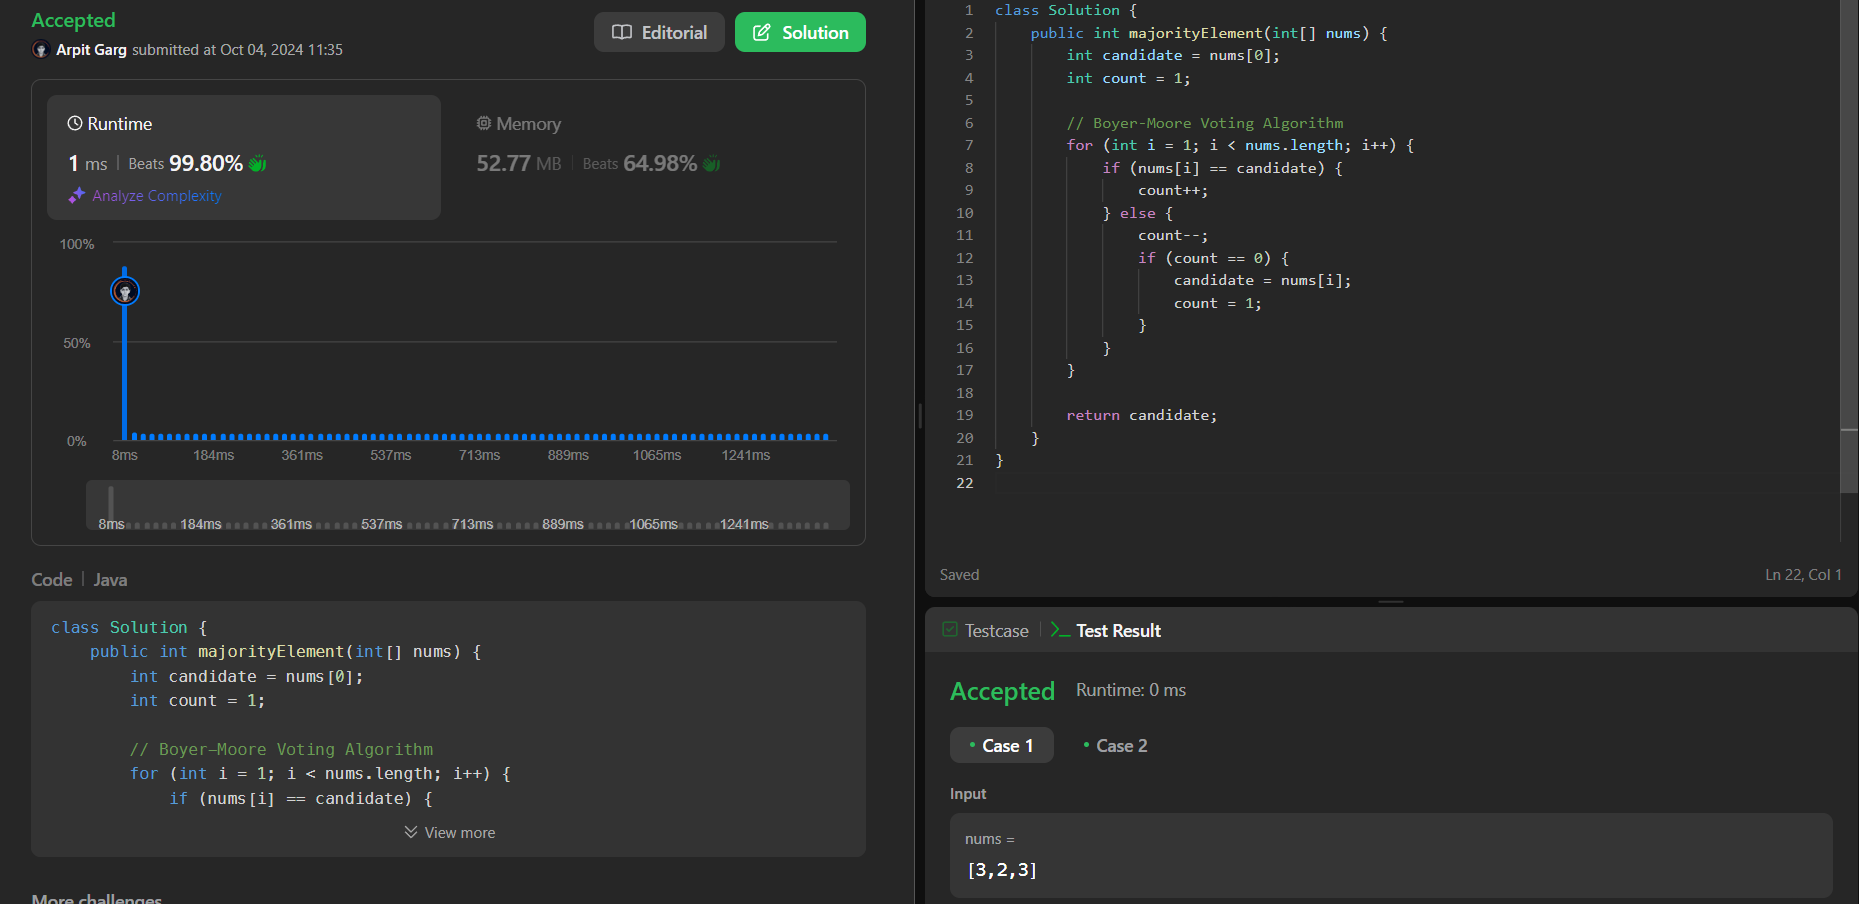 Accepted
Arpit Garg submitted at Oct 04, 2024 11:35
Editorial
Solution
Runtime
1 ms | Beats 99.80%
Analyze Complexity
Memory
52.77 MB | Beats 64.98%
100%
50%
0%
8ms 184ms 361ms 537ms 713ms 889ms 1065ms 1241ms
8ms 184ms 361ms 537ms 713ms 889ms 1065ms 1241ms
Code | Java
class Solution {
    public int majorityElement(int[] nums) {
        int candidate = nums[0];
        int count = 1;
        // Boyer–Moore Voting Algorithm
        for (int i = 1; i < nums.length; i++) {
            if (nums[i] == candidate) {
View more
More challenges
1 class Solution {
2     public int majorityElement(int[] nums) {
3         int candidate = nums[0];
4         int count = 1;
5
6         // Boyer-Moore Voting Algorithm
7         for (int i = 1; i < nums.length; i++) {
8             if (nums[i] == candidate) {
9                 count++;
10             } else {
11                 count--;
12                 if (count == 0) {
13                     candidate = nums[i];
14                     count = 1;
15                 }
16             }
17         }
18
19         return candidate;
20     }
21 }
22
Saved
Ln 22, Col 1
Testcase | Test Result
Accepted Runtime: 0 ms
• Case 1 • Case 2
Input
nums =
[3,2,3]